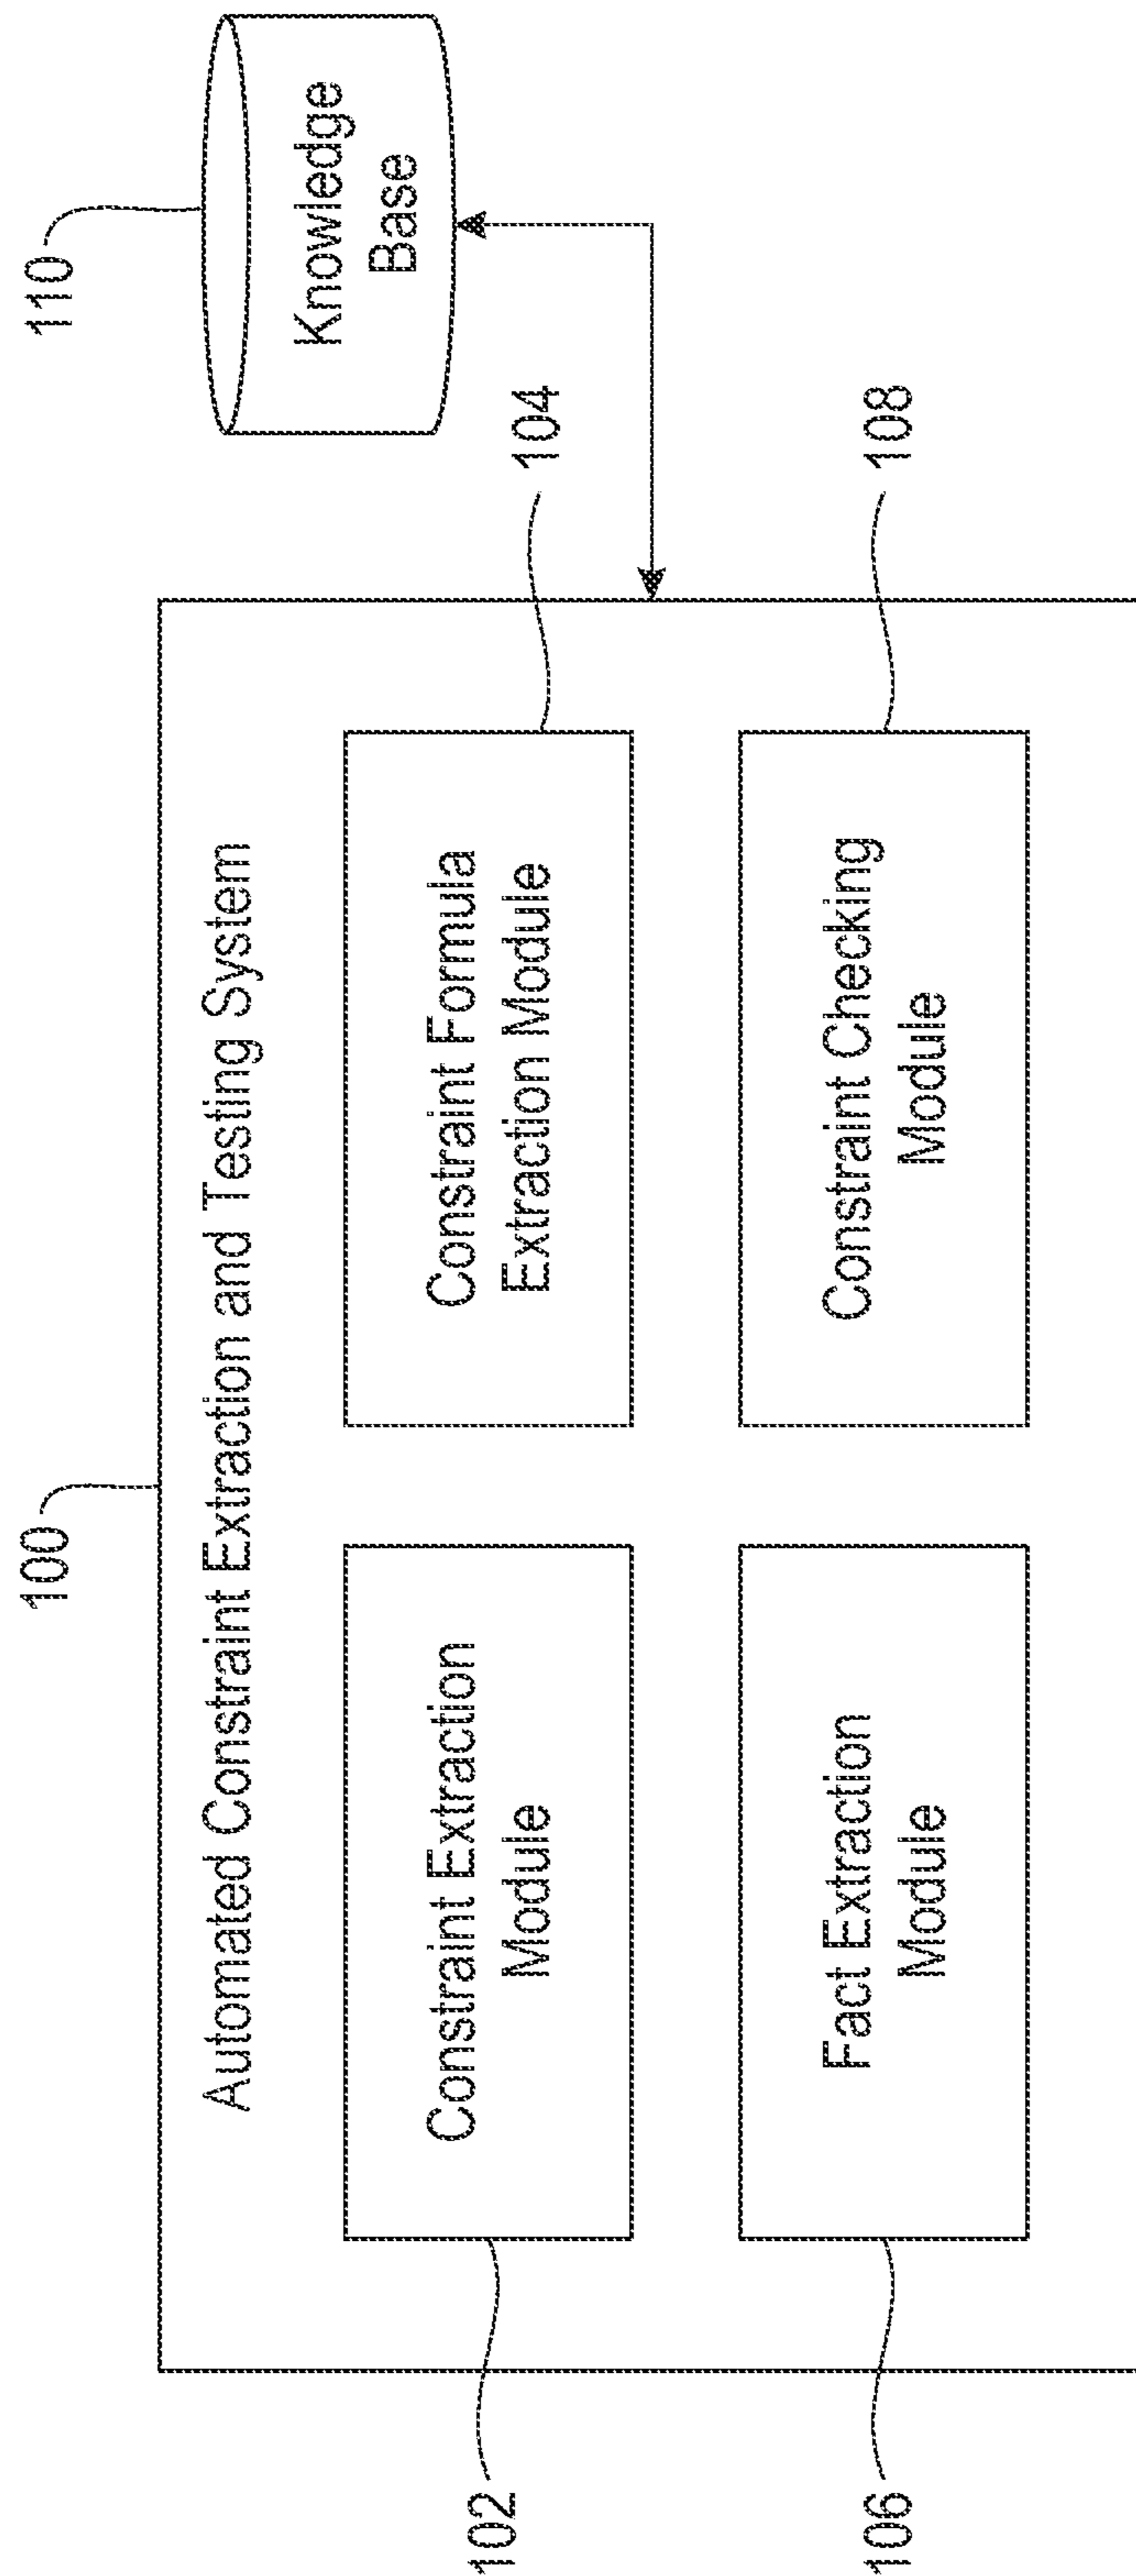 100
110
Automated Constraint Extraction and Testing System
Knowledge
Base
102
Constraint Extraction
Module
Constraint Formula
Extraction Module
104
106
Fact Extraction
Module
Constraint Checking
Module
108